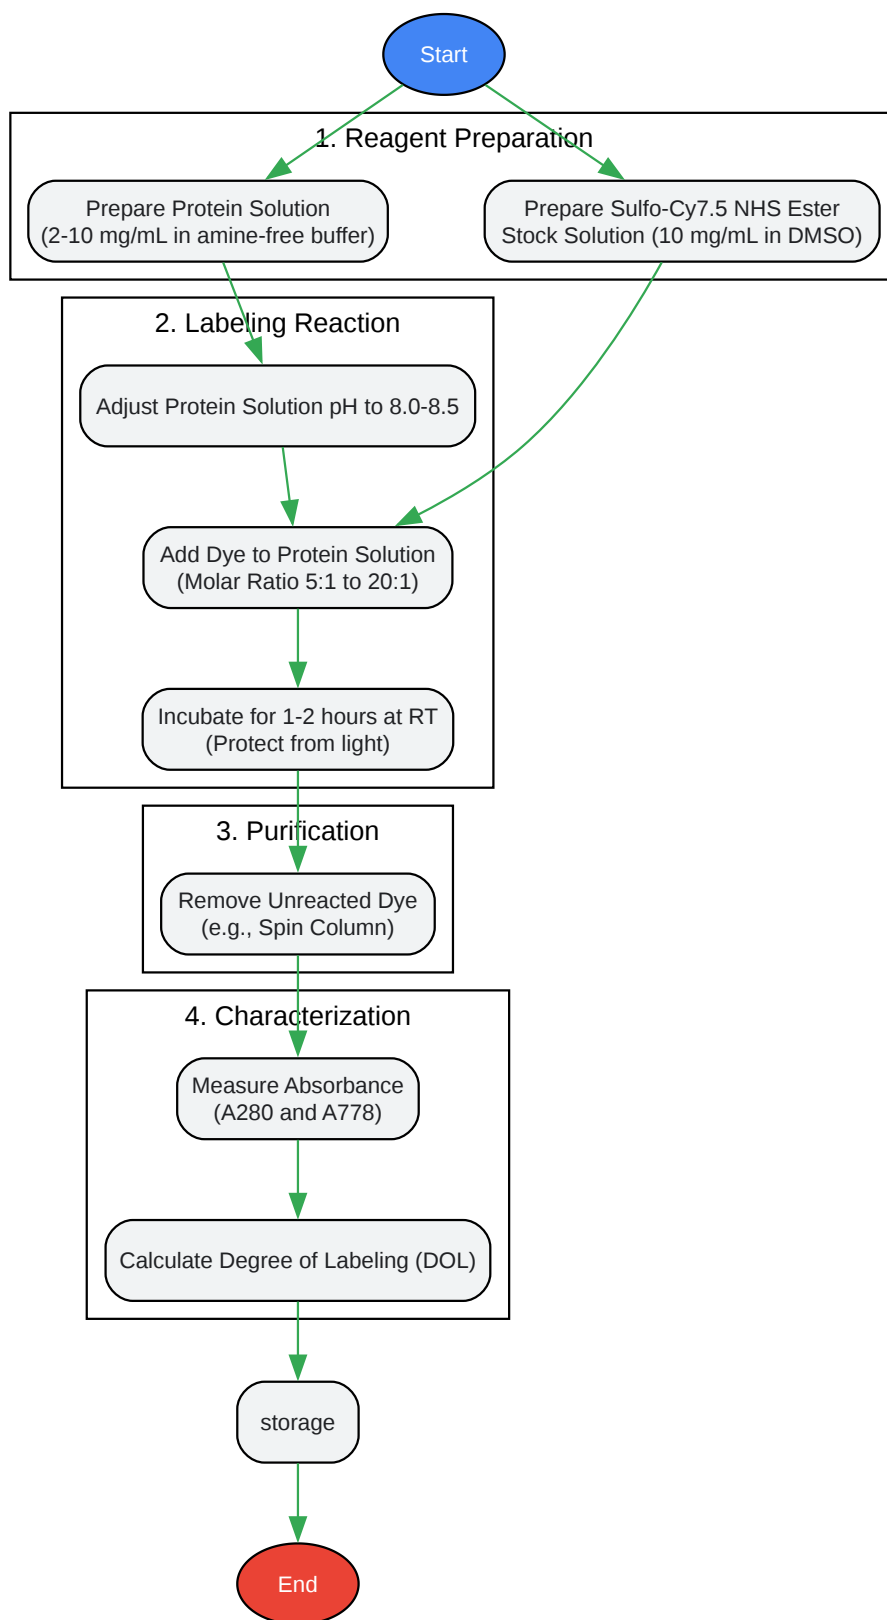 Start
1. Reagent Preparation
Prepare Protein Solution
(2-10 mg/mL in amine-free buffer)
Prepare Sulfo-Cy7.5 NHS Ester
Stock Solution (10 mg/mL in DMSO)
2. Labeling Reaction
Adjust Protein Solution pH to 8.0-8.5
Add Dye to Protein Solution
(Molar Ratio 5:1 to 20:1)
Incubate for 1-2 hours at RT
(Protect from light)
3. Purification
Remove Unreacted Dye
(e.g., Spin Column)
4. Characterization
Measure Absorbance
(A280 and A778)
Calculate Degree of Labeling (DOL)
storage
End